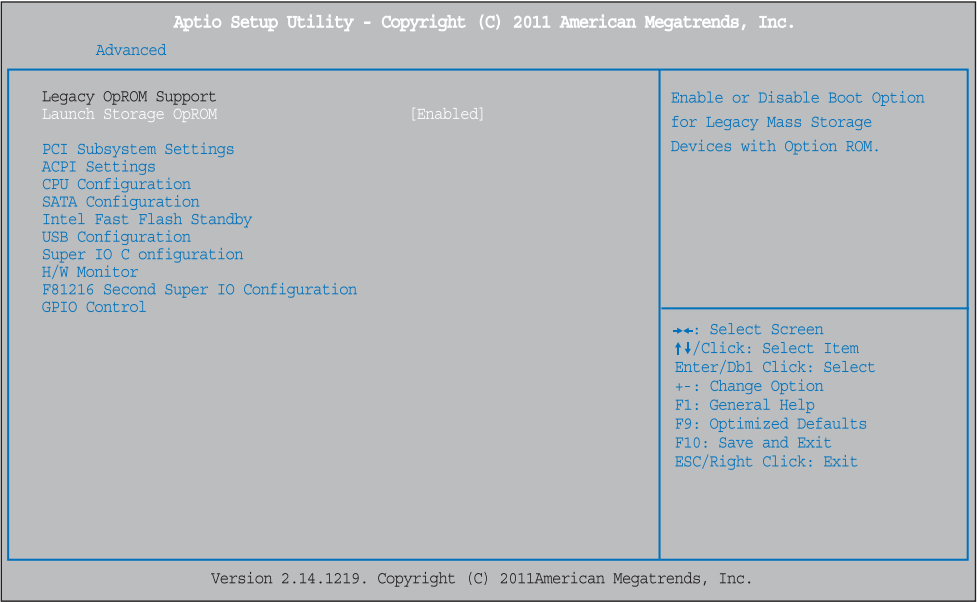 Aptio Setup Utility - Copyright (C) 2011 American Megatrends, Inc.
Advanced
Legacy OpROM Support
Launch Storage OpROM [Enabled]
PCI Subsystem Settings
ACPI Settings
CPU Configuration
SATA Configuration
Intel Fast Flash Standby
USB Configuration
Super IO C onfiguration
H/W Monitor
F81216 Second Super IO Configuration
GPIO Control
Enable or Disable Boot Option
for Legacy Mass Storage
Devices with Option ROM.
→←: Select Screen
↑↓/Click: Select Item
Enter/Db1 Click: Select
+-: Change Option
F1: General Help
F9: Optimized Defaults
F10: Save and Exit
ESC/Right Click: Exit
Version 2.14.1219. Copyright (C) 2011American Megatrends, Inc.